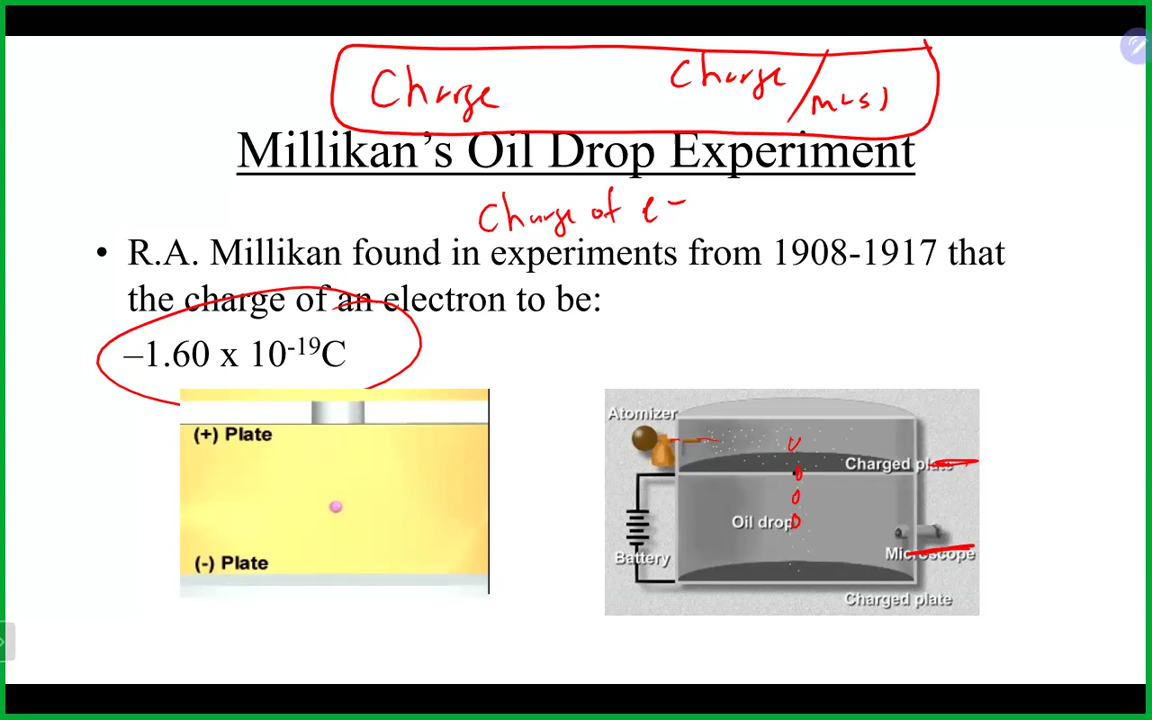 Charge Charge/mass
Millikan's Oil Drop Experiment
Charge of e-
• R.A. Millikan found in experiments from 1908-1917 that
the charge of an electron to be:
–1.60 x 10-19C
(+) Plate
(-) Plate
Atomizer
Charged plate
Oil drop
Battery
Microscope
Charged plate